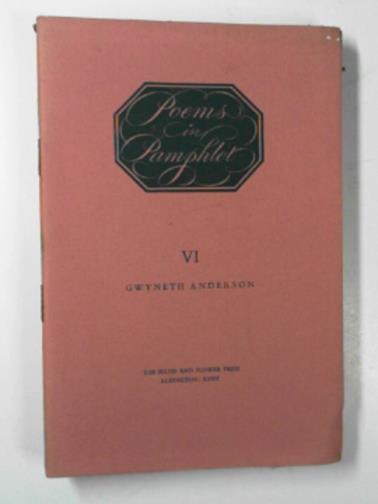 Poems
in
Pamphlet
VI
GWYNETH ANDERSON
THE HAND AND FLOWER PRESS
ALDINGTON : KENT